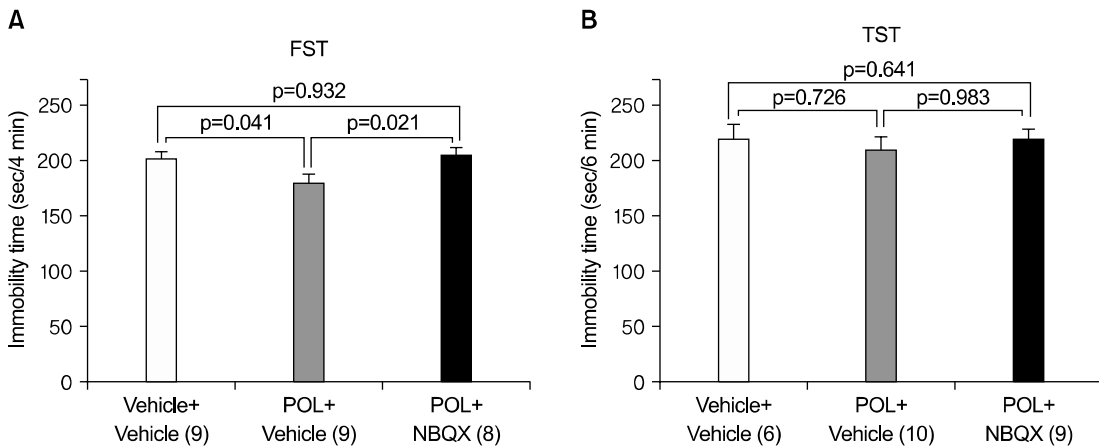 A
FST
p=0.932
p=0.041
p=0.021
Immobility time (sec/4 min)
250
200
150
100
50
0
Vehicle+
Vehicle (9)
POL+
Vehicle (9)
POL+
NBQX (8)
B
TST
p=0.641
p=0.726
p=0.983
Immobility time (sec/6 min)
250
200
150
100
50
0
Vehicle+
Vehicle (6)
POL+
Vehicle (10)
POL+
NBQX (9)